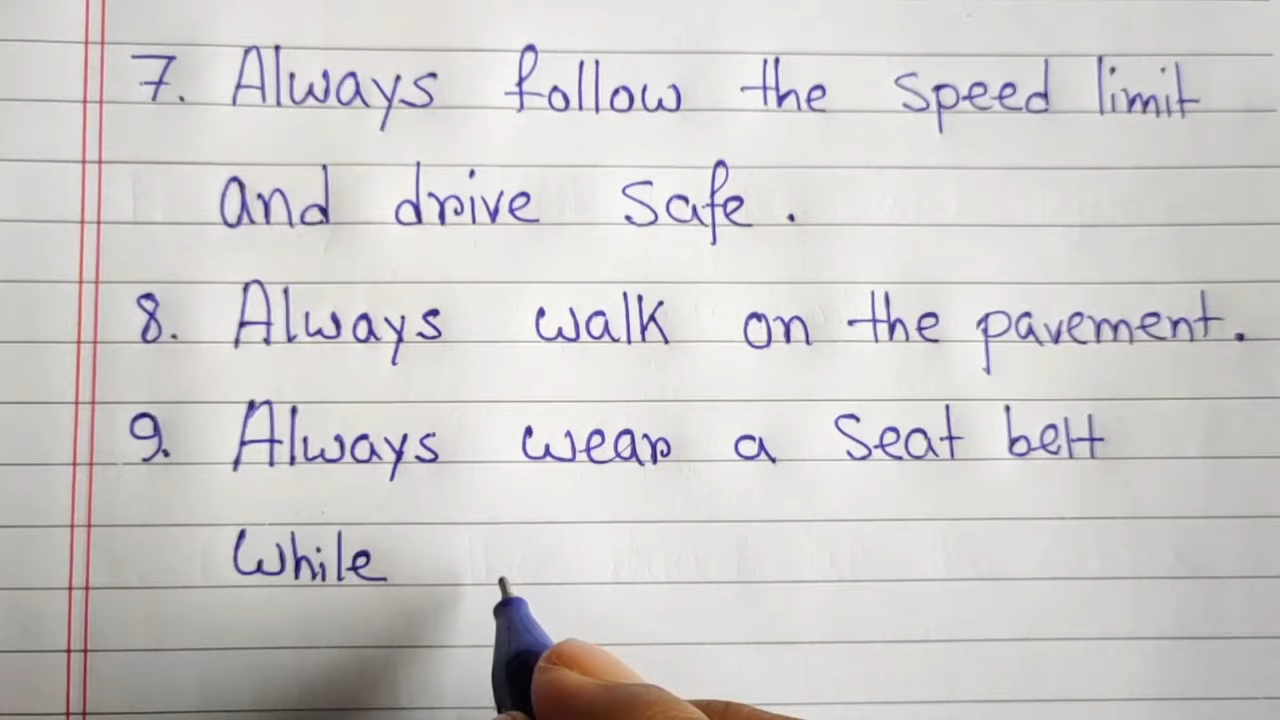 7. Always follow the speed limit
and drive safe.
8. Always walk on the pavement.
9. Always wear a Seat belt
While